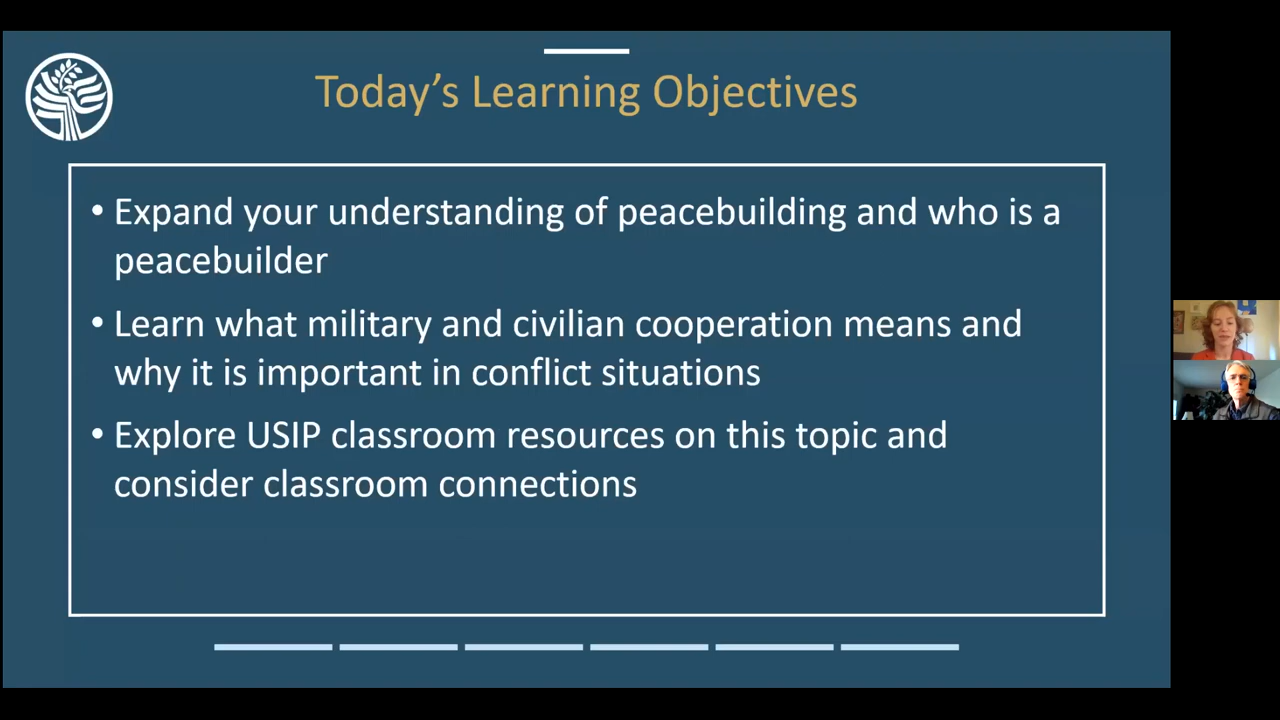 Today’s Learning Objectives
• Expand your understanding of peacebuilding and who is a
peacebuilder
• Learn what military and civilian cooperation means and
why it is important in conflict situations
• Explore USIP classroom resources on this topic and
consider classroom connections